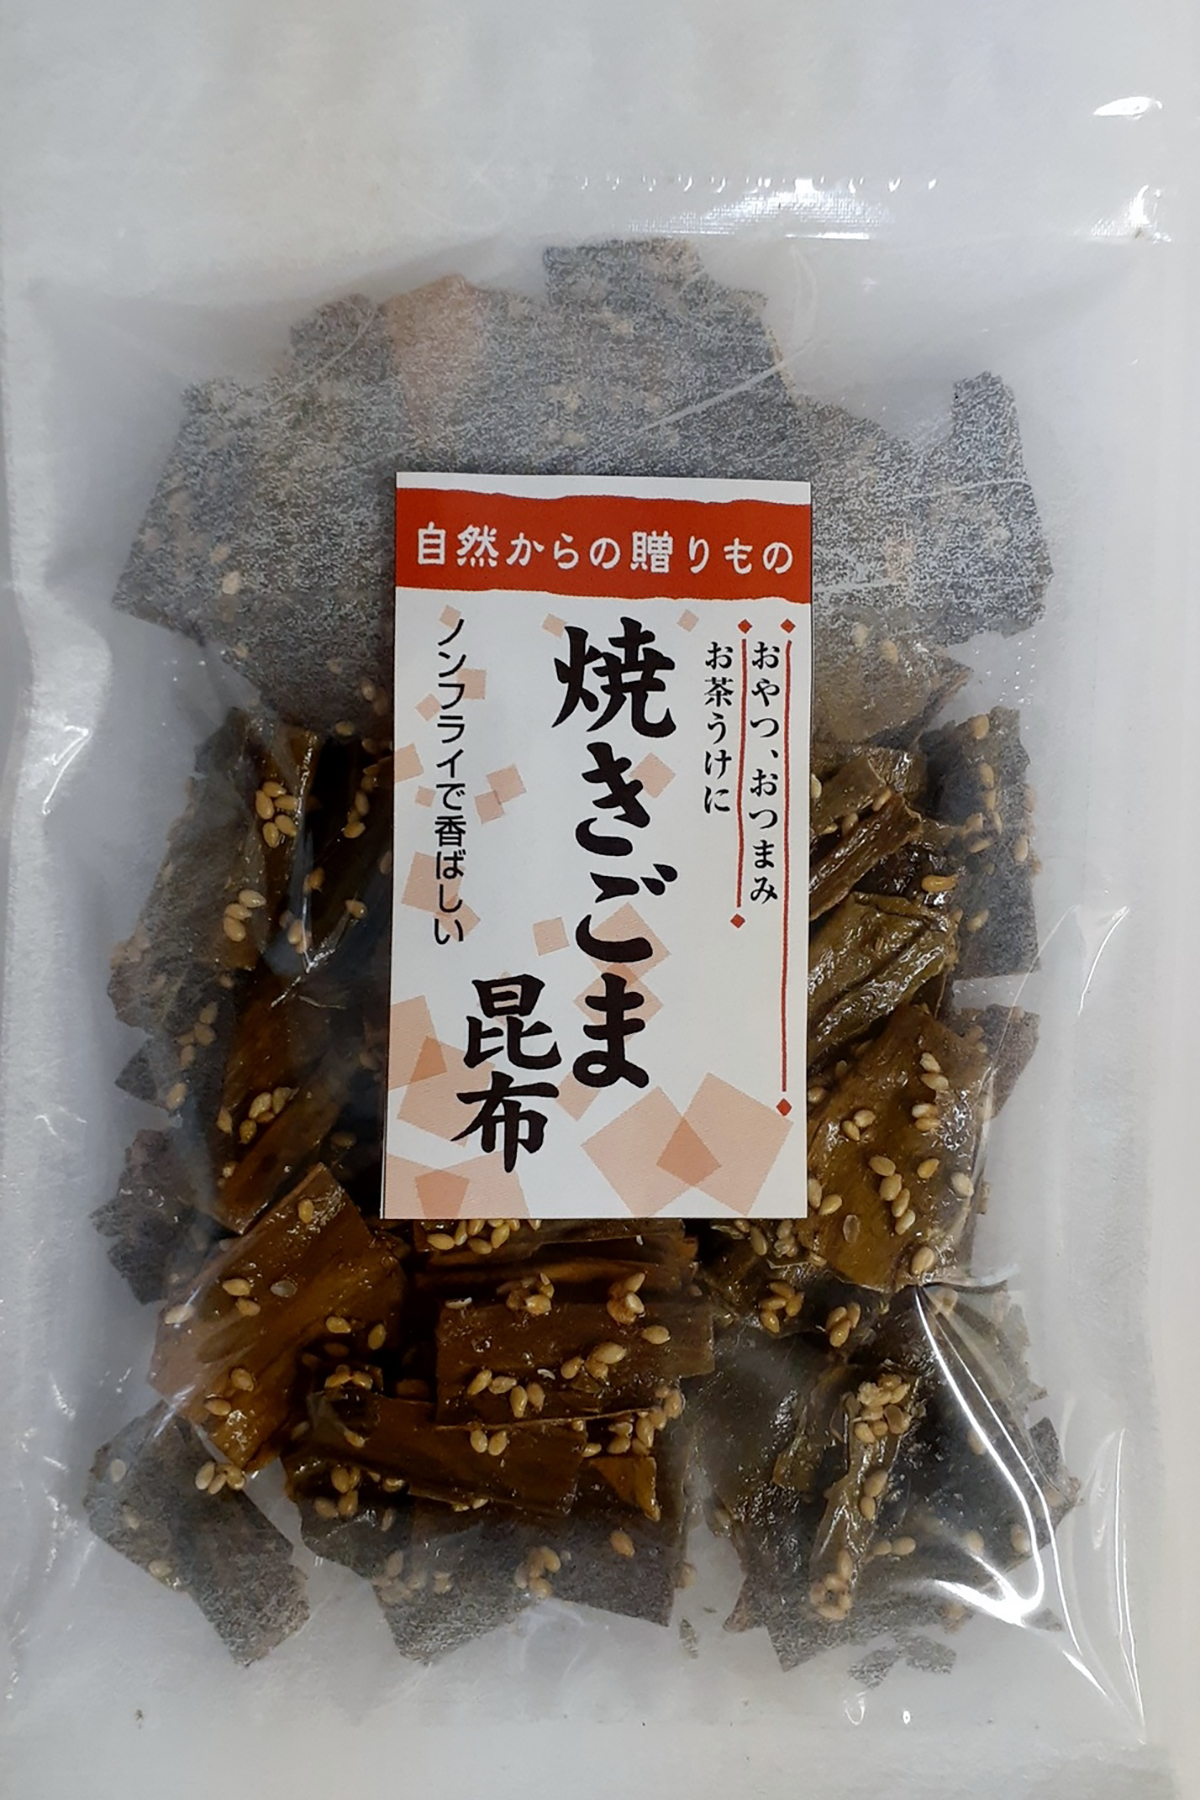 自然からの贈りもの
おやつ、おつまみ
お茶うけに
焼きごま
昆布
ノンフライで香ばしい